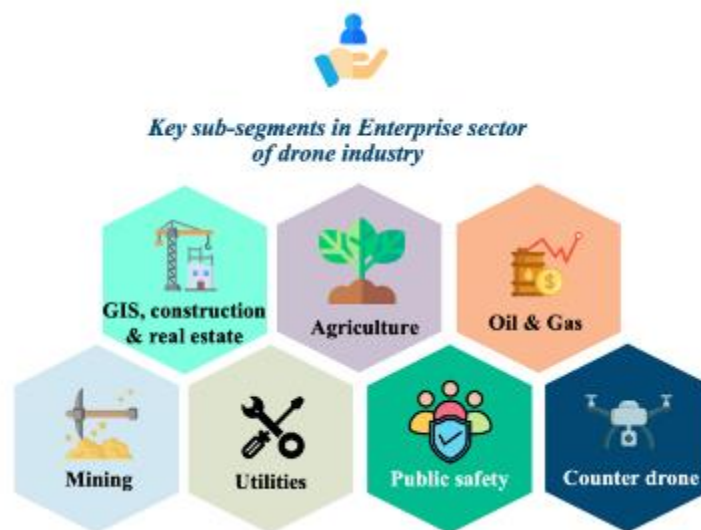 Key sub-segments in Enterprise sector
of drone industry
GIS, construction
& real estate
Agriculture
Oil & Gas
Mining
Utilities
Public safety
Counter drone